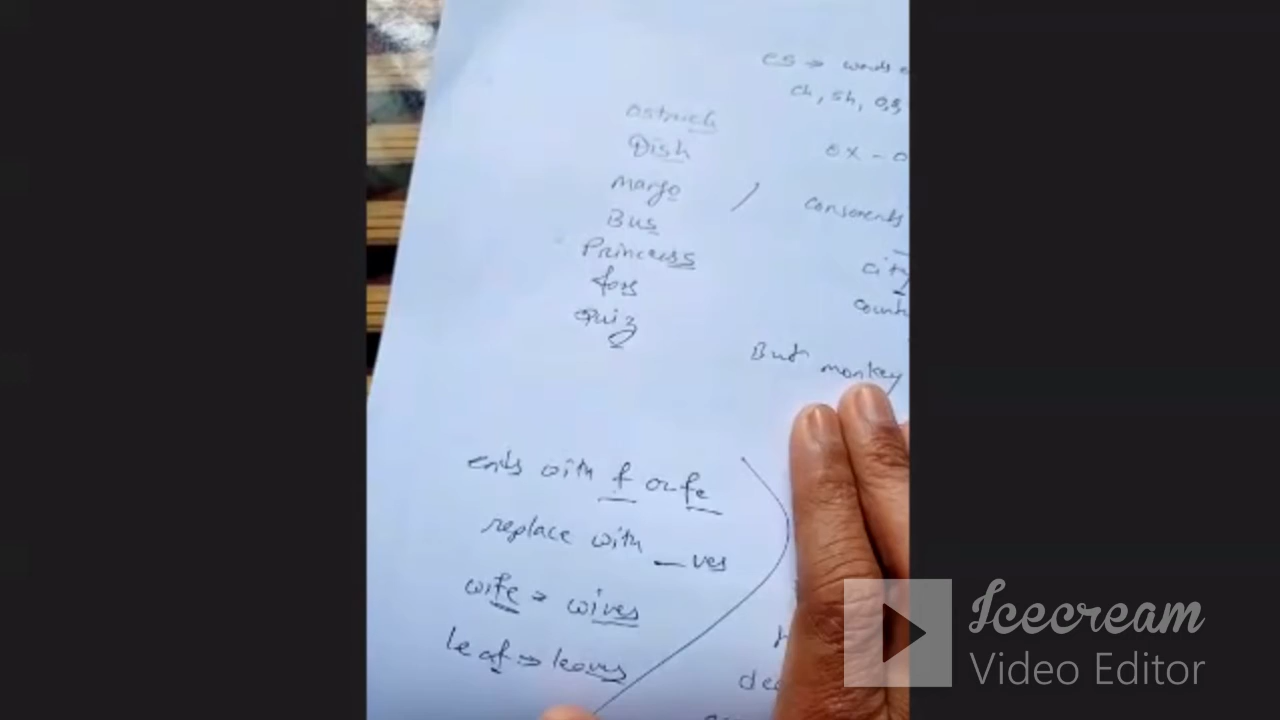 es → words
ch, sh, o, s
ostrich
Dish
ox - o
Mango
consonents
Bus
Princess
city
fox
count
Quiz
But monkey
ends with f or fe
replace with _ ves
wife → wives
leaf → leaves
Icecream
Video Editor